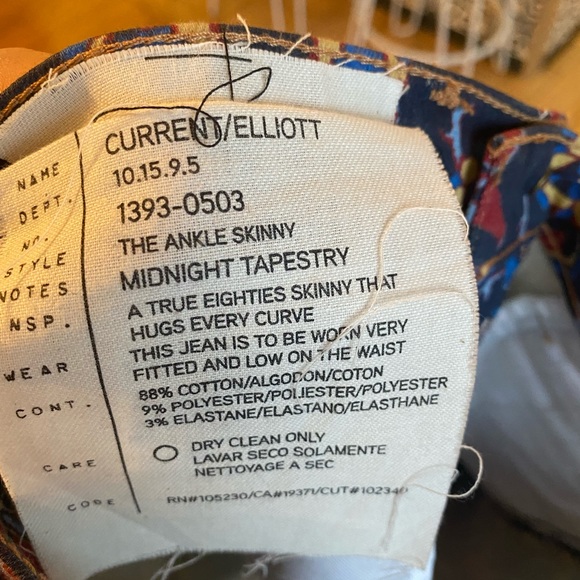 NAME CURRENT/ELLIOTT
DEPT. 10.15.9.5
NO. 1393-0503
STYLE THE ANKLE SKINNY
NOTES MIDNIGHT TAPESTRY
NSP. A TRUE EIGHTIES SKINNY THAT
HUGS EVERY CURVE
WEAR THIS JEAN IS TO BE WORN VERY
FITTED AND LOW ON THE WAIST
CONT. 88% COTTON/ALGODON/COTON
9% POLYESTER/POLIESTER/POLYESTER
3% ELASTANE/ELASTANO/ELASTHANE
CARE DRY CLEAN ONLY
LAVAR SECO SOLAMENTE
NETTOYAGE A SEC
CODE RN#105230/CA#19371/CUT#102340